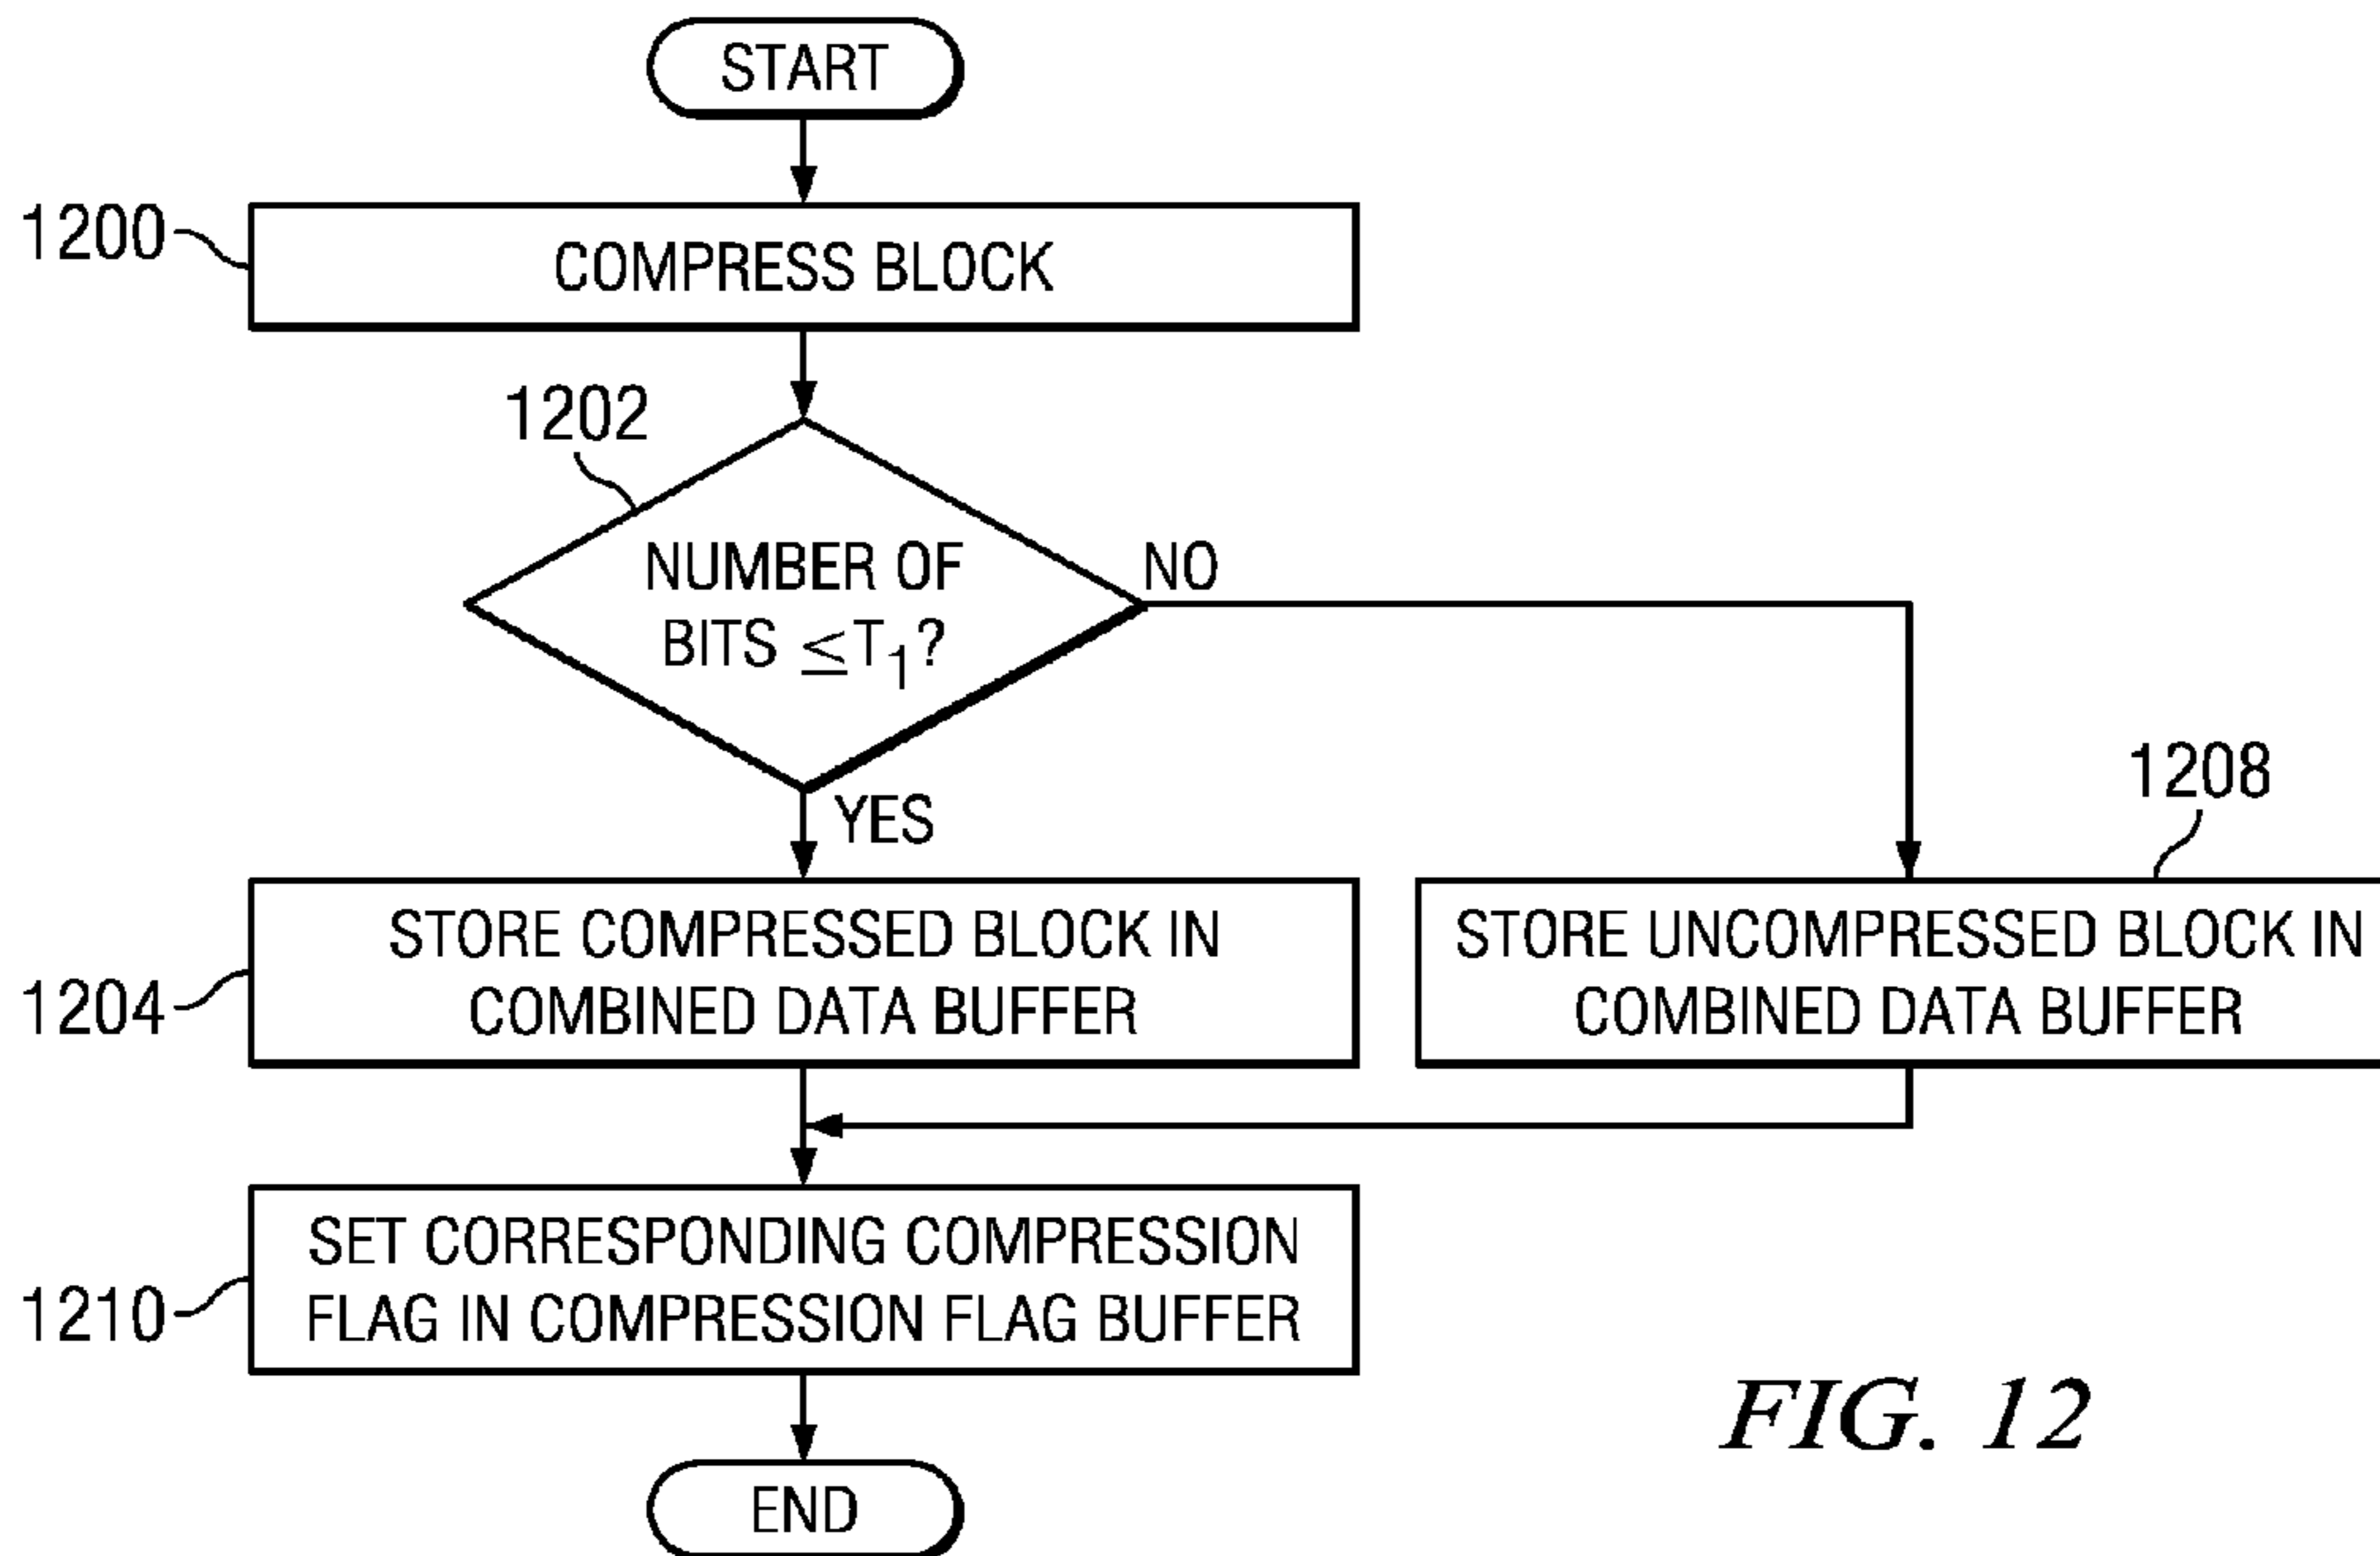 START
1200
COMPRESS BLOCK
1202
NUMBER OF
BITS ≤T1?
NO
YES
1208
1204
STORE COMPRESSED BLOCK IN
COMBINED DATA BUFFER
STORE UNCOMPRESSED BLOCK IN
COMBINED DATA BUFFER
1210
SET CORRESPONDING COMPRESSION
FLAG IN COMPRESSION FLAG BUFFER
END
FIG. 12